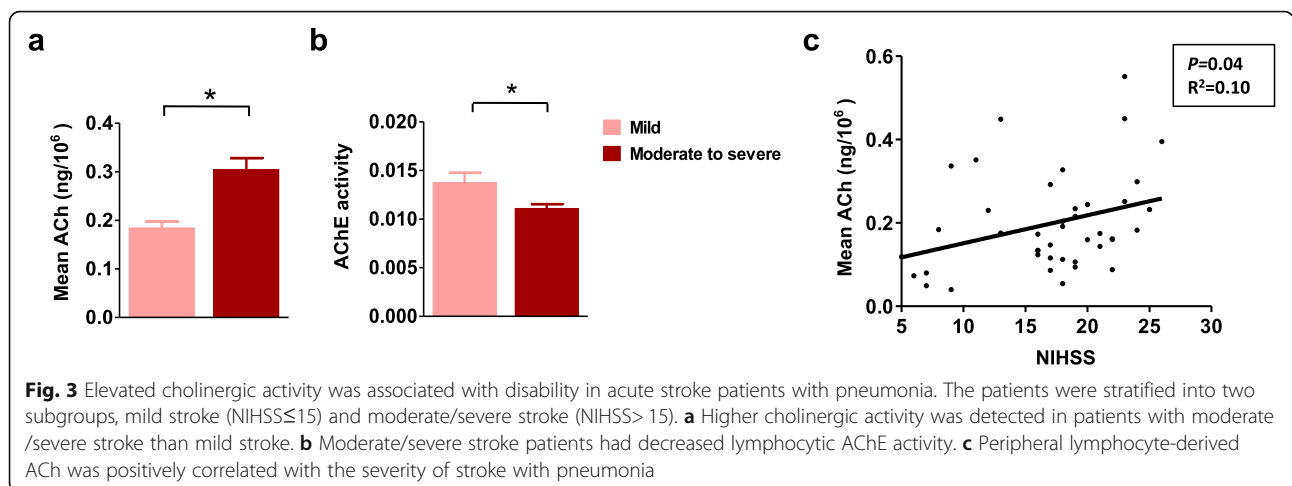 a
*
Mean ACh (ng/10⁶)
0.4
0.3
0.2
0.1
0.0
b
*
AChE activity
0.020
0.015
0.010
0.005
0.000
Mild
Moderate to severe
c
P=0.04
R²=0.10
Mean ACh (ng/10⁶)
0.6
0.4
0.2
0.0
5 10 15 20 25 30
NIHSS
Fig. 3 Elevated cholinergic activity was associated with disability in acute stroke patients with pneumonia. The patients were stratified into two
subgroups, mild stroke (NIHSS≤15) and moderate/severe stroke (NIHSS> 15). a Higher cholinergic activity was detected in patients with moderate
/severe stroke than mild stroke. b Moderate/severe stroke patients had decreased lymphocytic AChE activity. c Peripheral lymphocyte-derived
ACh was positively correlated with the severity of stroke with pneumonia